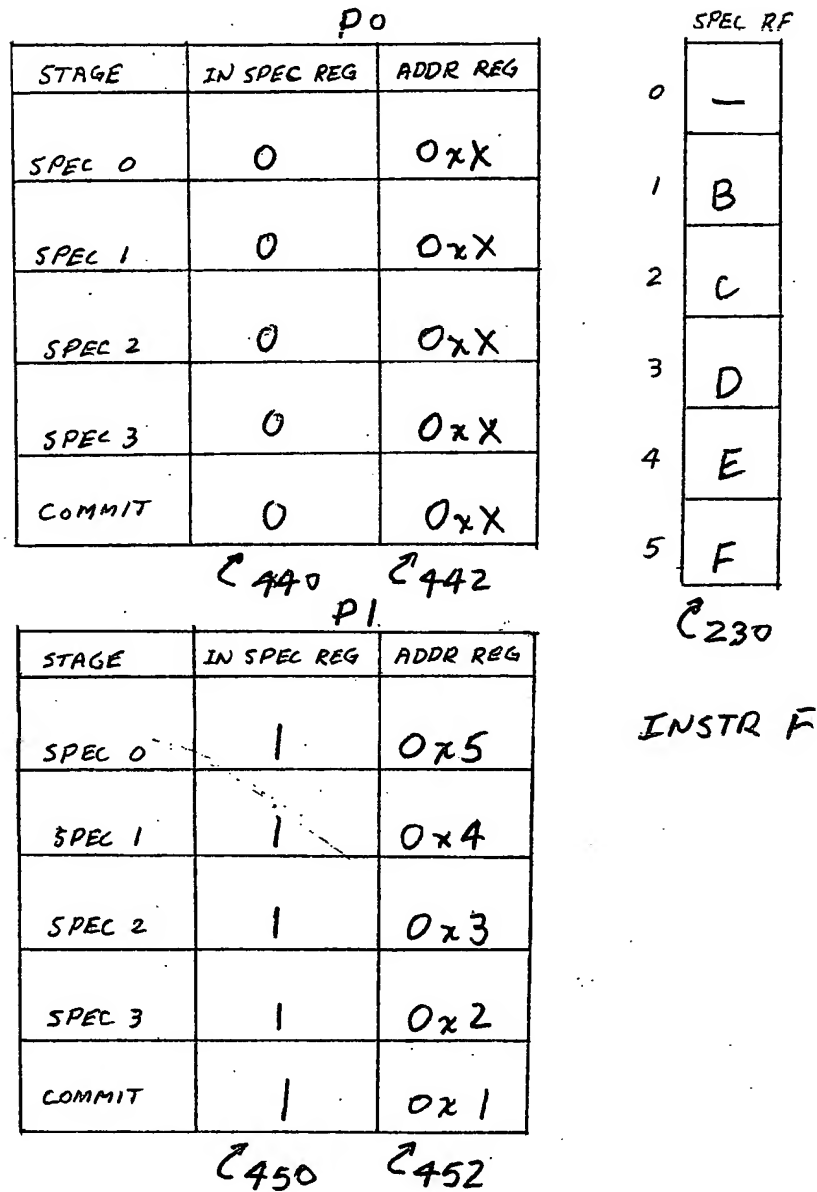 P0
STAGE IN SPEC REG ADDR REG
SPEC 0 0 0xX
SPEC 1 0 0xX
SPEC 2 0 0xX
SPEC 3 0 0xX
COMMIT 0 0xX
440 442
SPEC RF
0 —
1 B
2 C
3 D
4 E
5 F
230
INSTR F
P1
STAGE IN SPEC REG ADDR REG
SPEC 0 1 0x5
SPEC 1 1 0x4
SPEC 2 1 0x3
SPEC 3 1 0x2
COMMIT 1 0x1
450 452